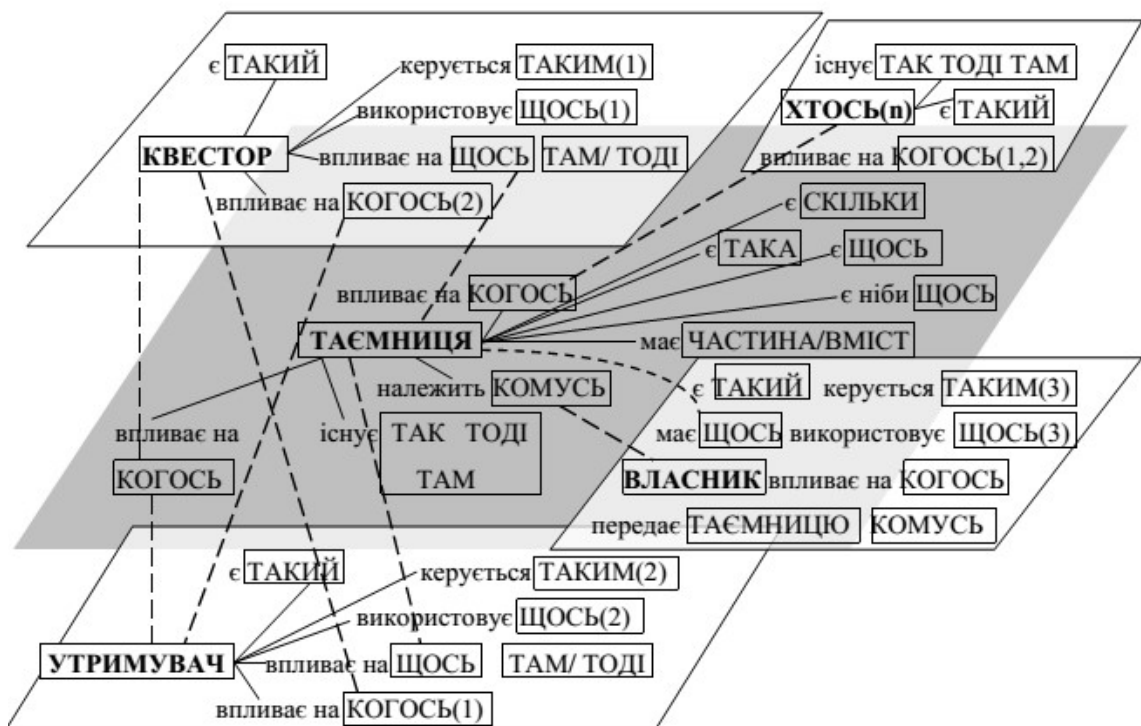 є ТАКИЙ
керується ТАКИМ(1)
використовує ЩОСЬ(1)
КВЕСТОР
впливає на ЩОСЬ ТАМ/ ТОДІ
впливає на КОГОСЬ(2)
існує ТАК ТОДІ ТАМ
ХТОСЬ(n)
є ТАКИЙ
впливає на КОГОСЬ(1,2)
є СКІЛЬКИ
є ТАКА
є ЩОСЬ
впливає на КОГОСЬ
є ніби ЩОСЬ
ТАЄМНИЦЯ
має ЧАСТИНА/ВМІСТ
належить КОМУСЬ
впливає на
КОГОСЬ
існує ТАК ТОДІ
ТАМ
є ТАКИЙ керується ТАКИМ(3)
має ЩОСЬ використовує ЩОСЬ(3)
ВЛАСНИК впливає на КОГОСЬ
передає ТАЄМНИЦЮ КОМУСЬ
є ТАКИЙ
керується ТАКИМ(2)
використовує ЩОСЬ(2)
УТРИМУВАЧ
впливає на ЩОСЬ ТАМ/ ТОДІ
впливає на КОГОСЬ(1)